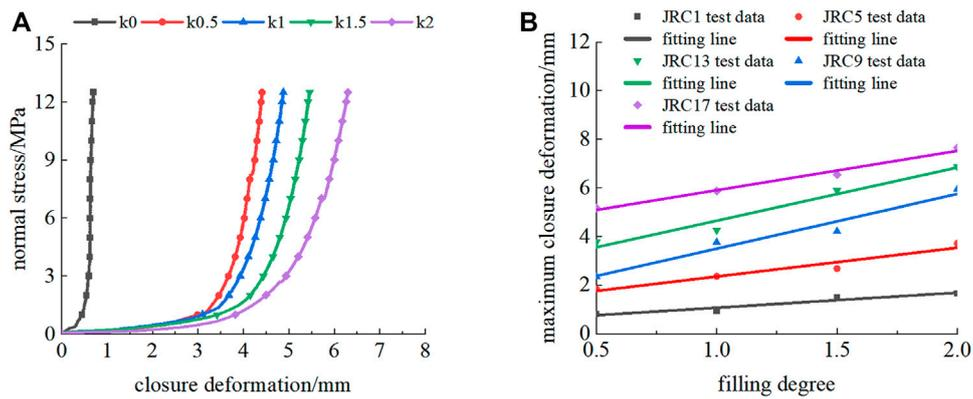 A
k0 k0.5 k1 k1.5 k2
15
12
9
6
3
0
0 1 2 3 4 5 6 7 8
normal stress/MPa
closure deformation/mm
B
JRC1 test data JRC5 test data
fitting line fitting line
JRC13 test data JRC9 test data
fitting line fitting line
JRC17 test data
fitting line
12
10
8
6
4
2
0
0.5 1.0 1.5 2.0
maximum closure deformation/mm
filling degree